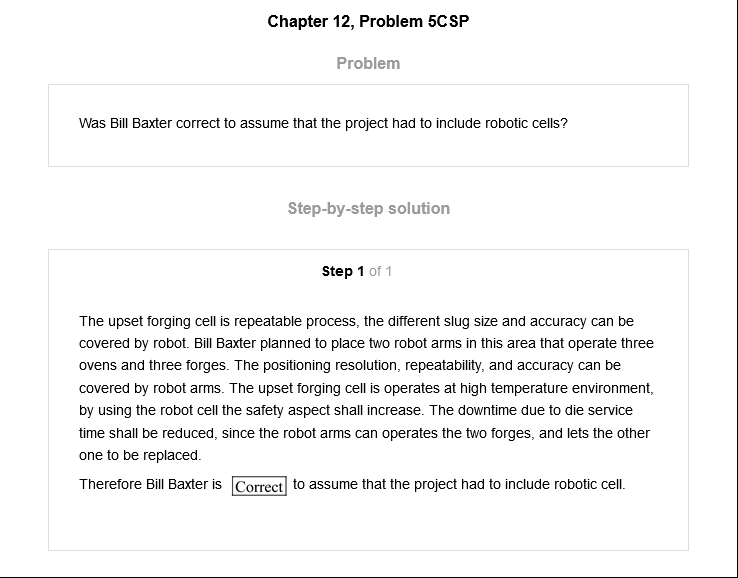 Chapter 12, Problem 5CSP
Problem
Was Bill Baxter correct to assume that the project had to include robotic cells?
Step-by-step solution
Step 1 of 1
The upset forging cell is repeatable process, the different slug size and accuracy can be
covered by robot. Bill Baxter planned to place two robot arms in this area that operate three
ovens and three forges. The positioning resolution, repeatability, and accuracy can be
covered by robot arms. The upset forging cell is operates at high temperature environment,
by using the robot cell the safety aspect shall increase. The downtime due to die service
time shall be reduced, since the robot arms can operates the two forges, and lets the other
one to be replaced.
Therefore Bill Baxter is Correct to assume that the project had to include robotic cell.